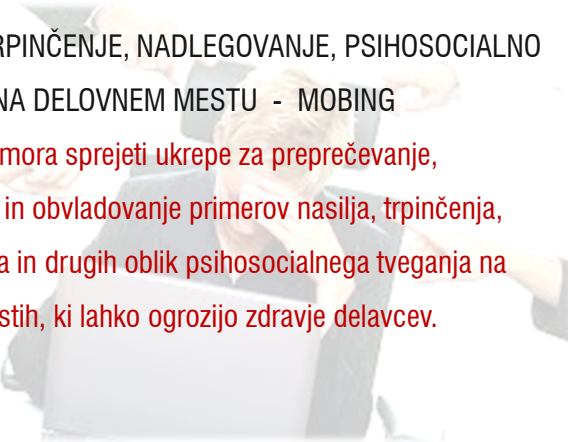 RPINČENJE, NADLEGOVANJE, PSIHOSOCIALNO
NA DELOVNEM MESTU - MOBING
mora sprejeti ukrepe za preprečevanje,
in obvladovanje primerov nasilja, trpinčenja,
a in drugih oblik psihosocialnega tveganja na
stih, ki lahko ogrozijo zdravje delavcev.